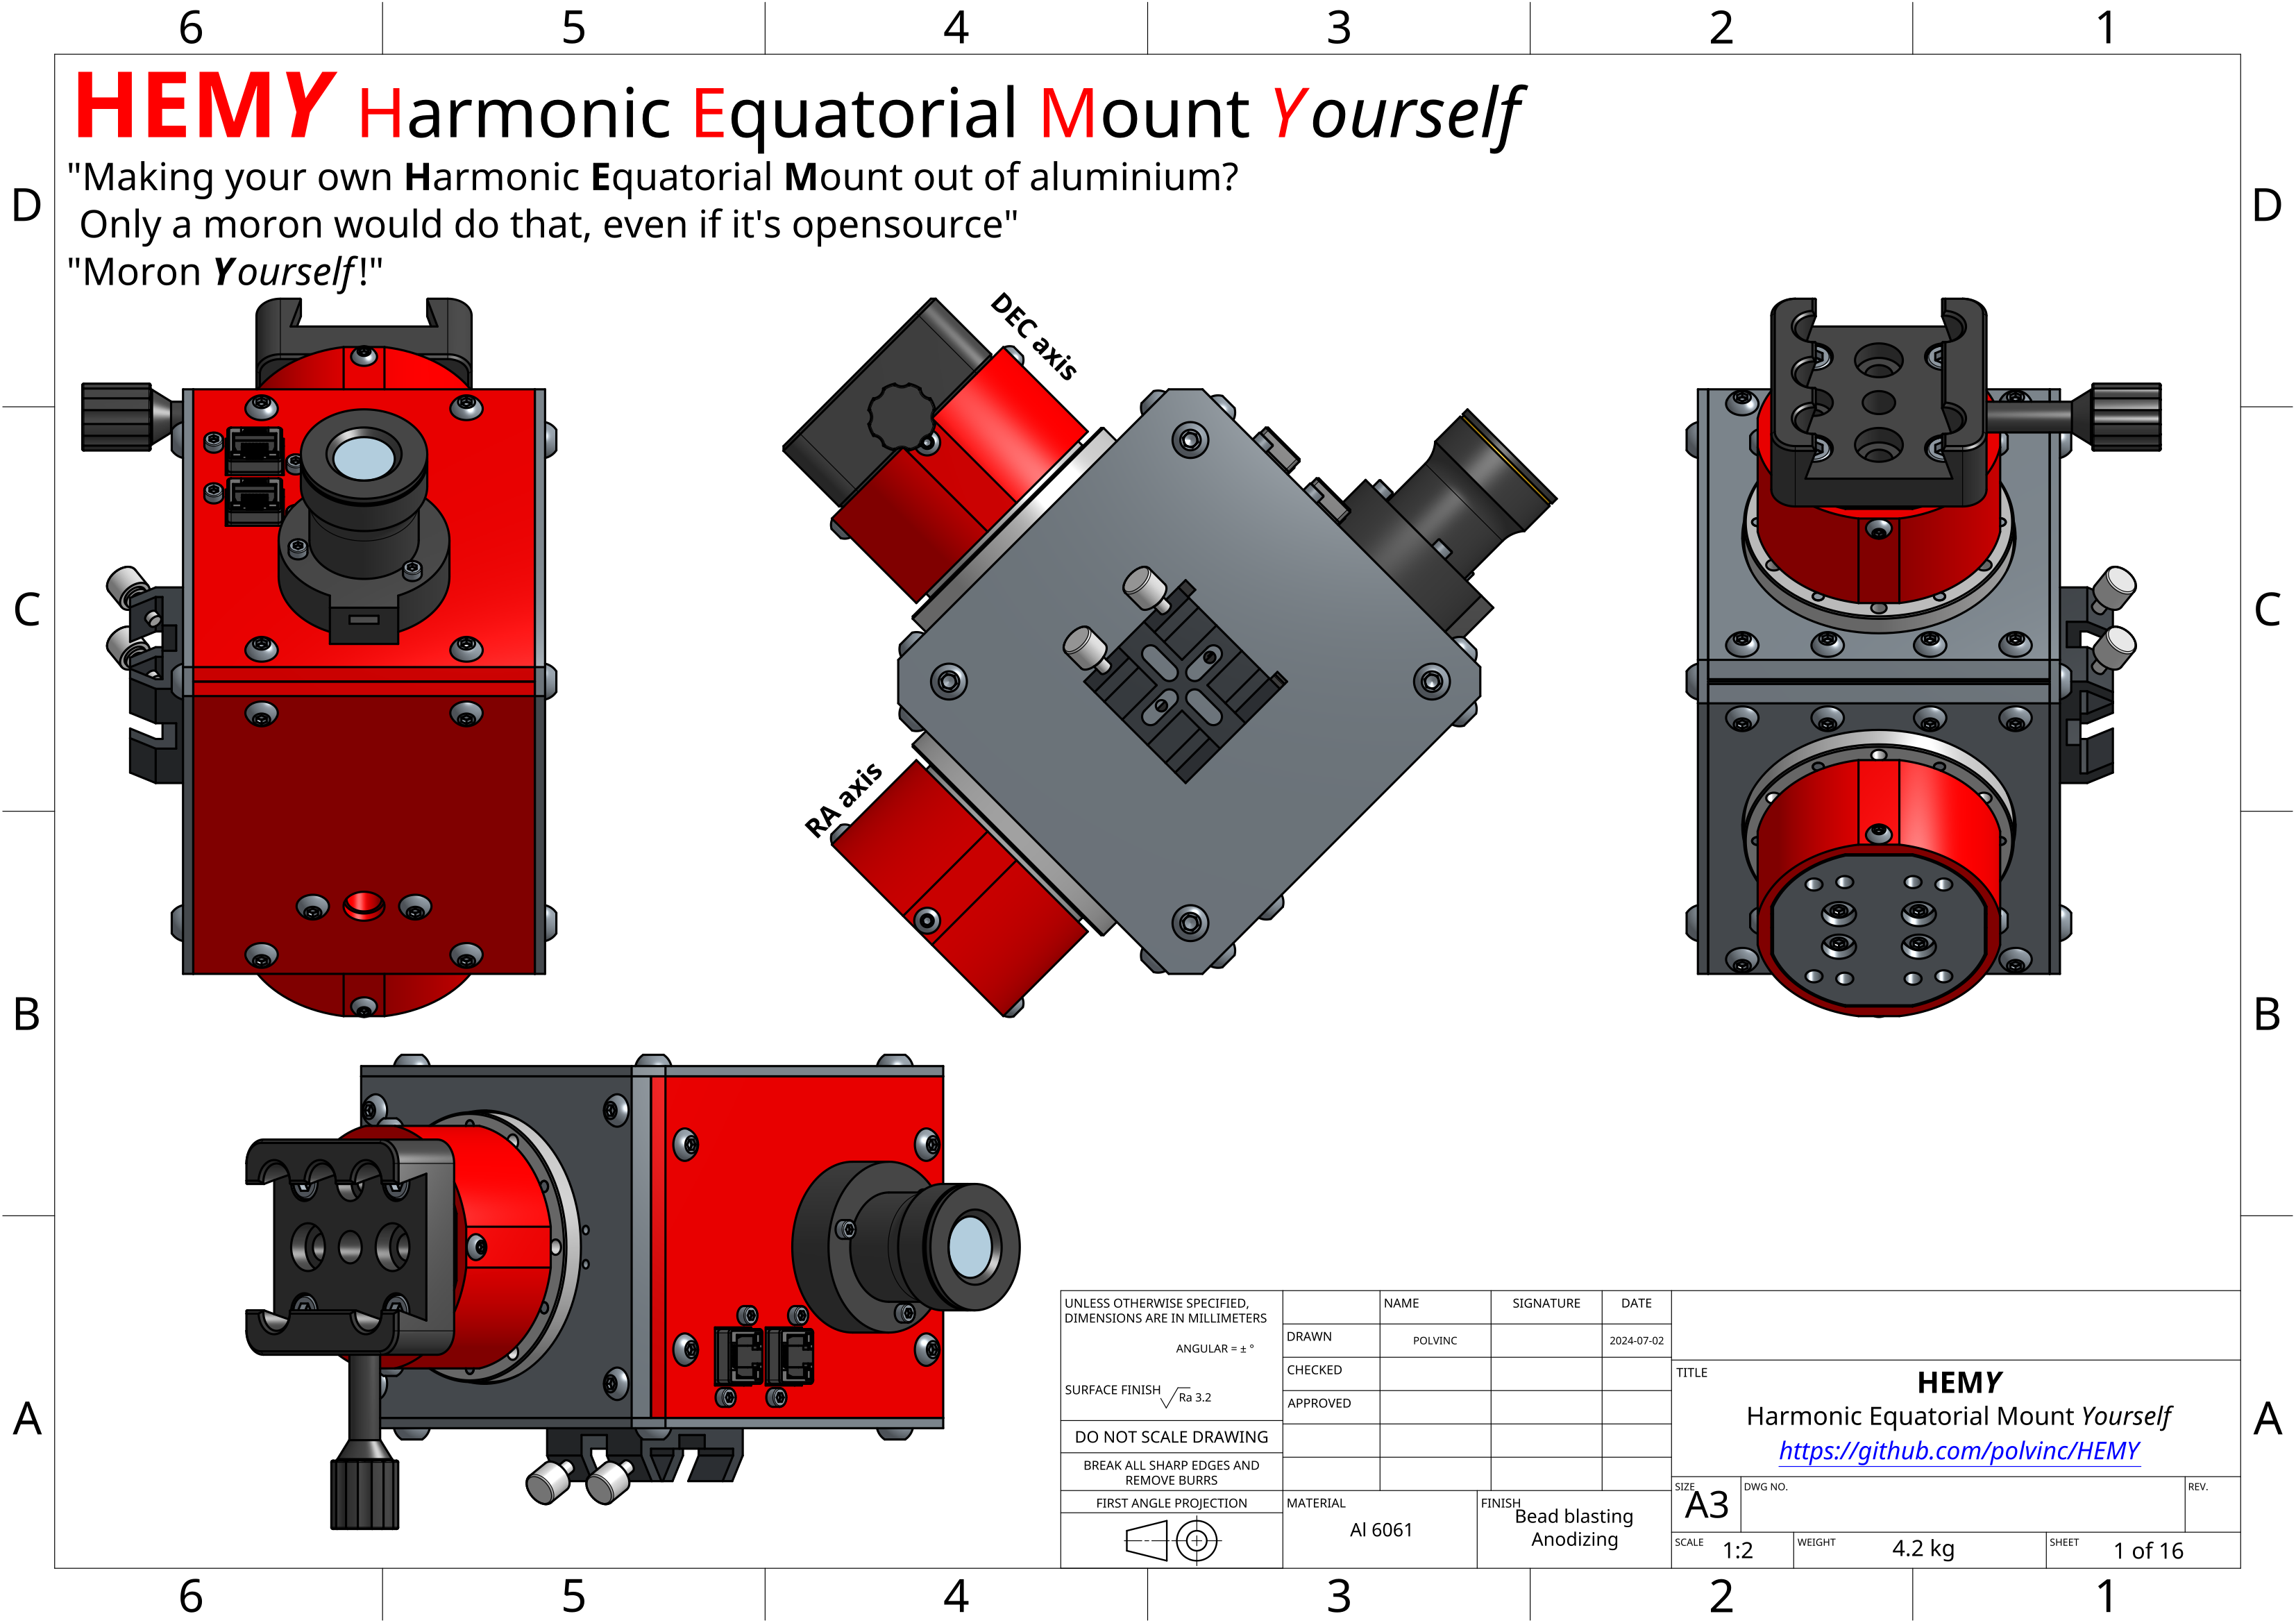 6 5 4 3 2 1
HEMY Harmonic Equatorial Mount Yourself
"Making your own Harmonic Equatorial Mount out of aluminium?
Only a moron would do that, even if it's opensource"
"Moron Yourself!"
D D
C C
B B
A A
DEC axis
RA axis
UNLESS OTHERWISE SPECIFIED,
DIMENSIONS ARE IN MILLIMETERS
ANGULAR = ± °
SURFACE FINISH Ra 3.2
DO NOT SCALE DRAWING
BREAK ALL SHARP EDGES AND
REMOVE BURRS
FIRST ANGLE PROJECTION
NAME SIGNATURE DATE
DRAWN POLVINC 2024-07-02
CHECKED
APPROVED
MATERIAL
Al 6061
FINISH
Bead blasting
Anodizing
TITLE
HEMY
Harmonic Equatorial Mount Yourself
https://github.com/polvinc/HEMY
SIZE
A3
DWG NO.
REV.
SCALE 1:2
WEIGHT 4.2 kg
SHEET 1 of 16
6 5 4 3 2 1